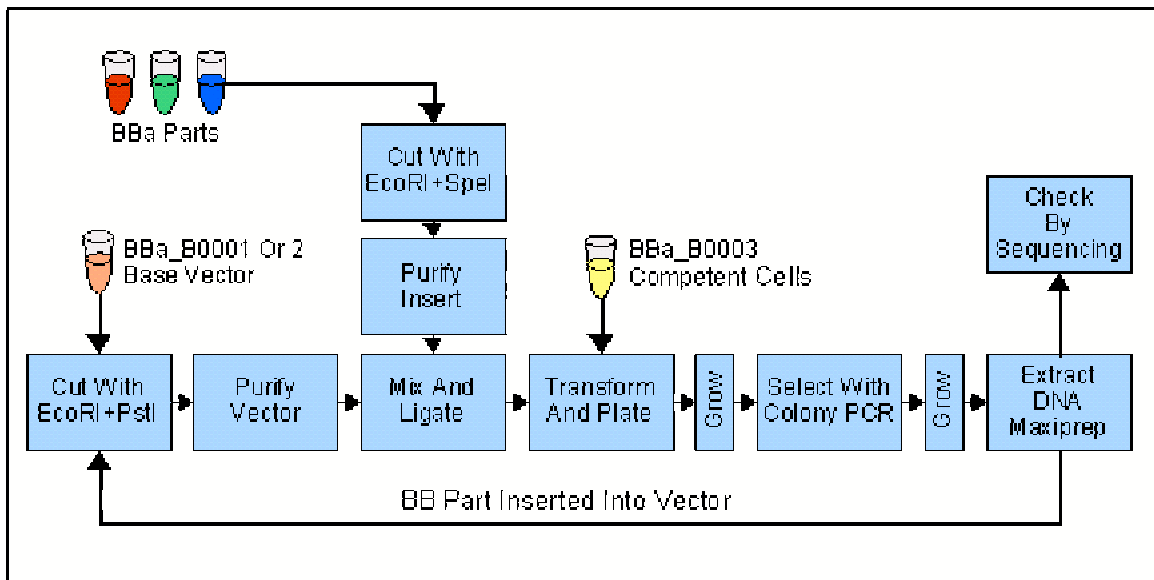 BBa Parts
Cut With
EcoRI+SpeI
Purify
Insert
BBa_B0001 Or 2
Base Vector
BBa_B0003
Competent Cells
Check
By
Sequencing
Cut With
EcoRI+PstI
Purify
Vector
Mix And
Ligate
Transform
And Plate
Grow
Select With
Colony PCR
Grow
Extract
DNA
Maxiprep
BB Part Inserted Into Vector